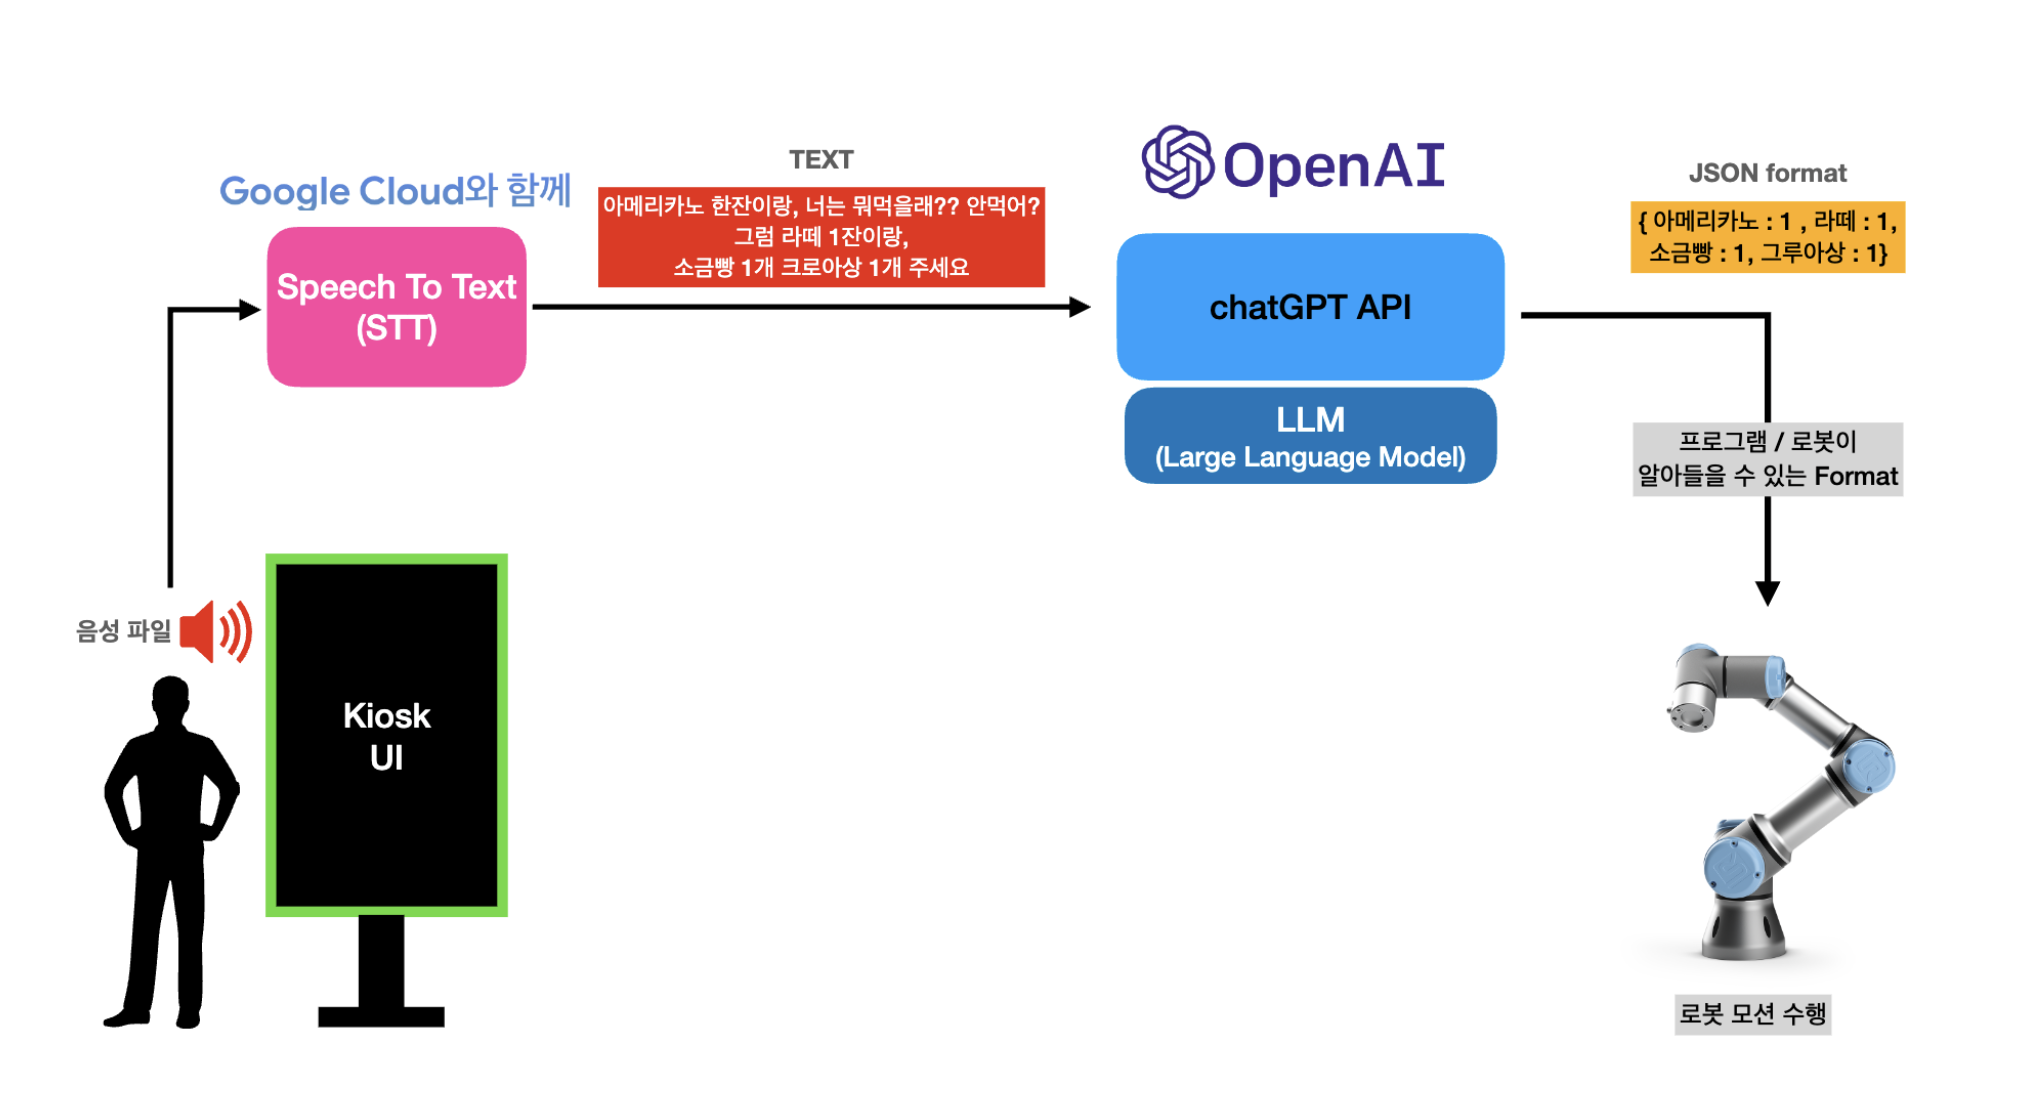 Google Cloud와 함께
Speech To Text
(STT)
TEXT
아메리카노 한잔이랑, 너는 뭐먹을래?? 안먹어?
그럼 라떼 1잔이랑,
소금빵 1개 크로아상 1개 주세요
OpenAI
chatGPT API
LLM
(Large Language Model)
JSON format
{ 아메리카노 : 1 , 라떼 : 1,
소금빵 : 1, 그루아상 : 1}
프로그램 / 로봇이
알아들을 수 있는 Format
음성 파일
Kiosk
UI
로봇 모션 수행